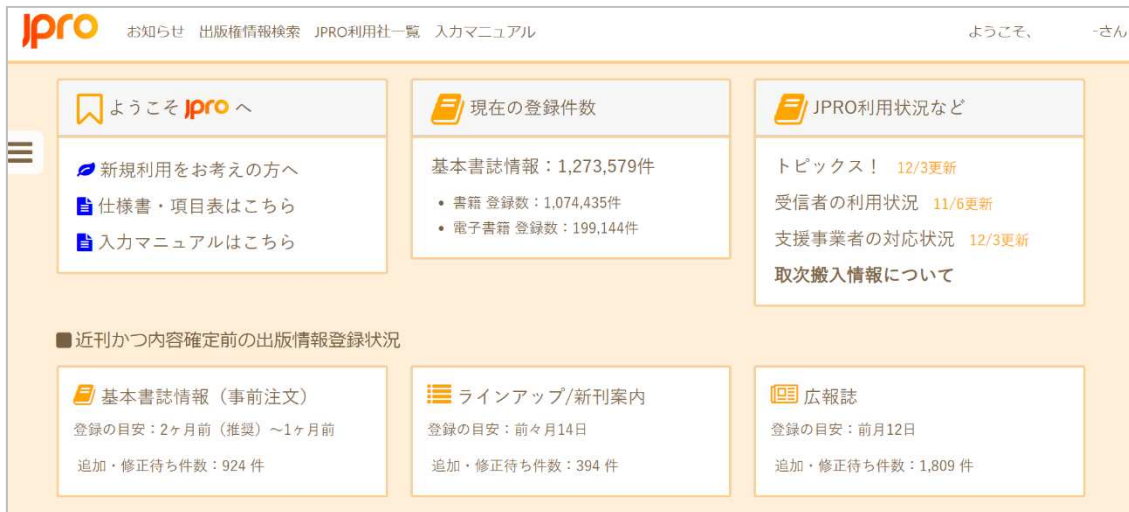 Jpro
お知らせ 出版権情報検索 JPRO利用社一覧 入力マニュアル
ようこそ、 -さん
ようこそ Jpro へ
新規利用をお考えの方へ
仕様書・項目表はこちら
入力マニュアルはこちら
現在の登録件数
基本書誌情報：1,273,579件
• 書籍 登録数：1,074,435件
• 電子書籍 登録数：199,144件
JPRO利用状況など
トピックス！ 12/3更新
受信者の利用状況 11/6更新
支援事業者の対応状況 12/3更新
取次搬入情報について
■近刊かつ内容確定前の出版情報登録状況
基本書誌情報（事前注文）
登録の目安：2ヶ月前（推奨）～1ヶ月前
追加・修正待ち件数：924 件
ラインアップ/新刊案内
登録の目安：前々月14日
追加・修正待ち件数：394 件
広報誌
登録の目安：前月12日
追加・修正待ち件数：1,809 件